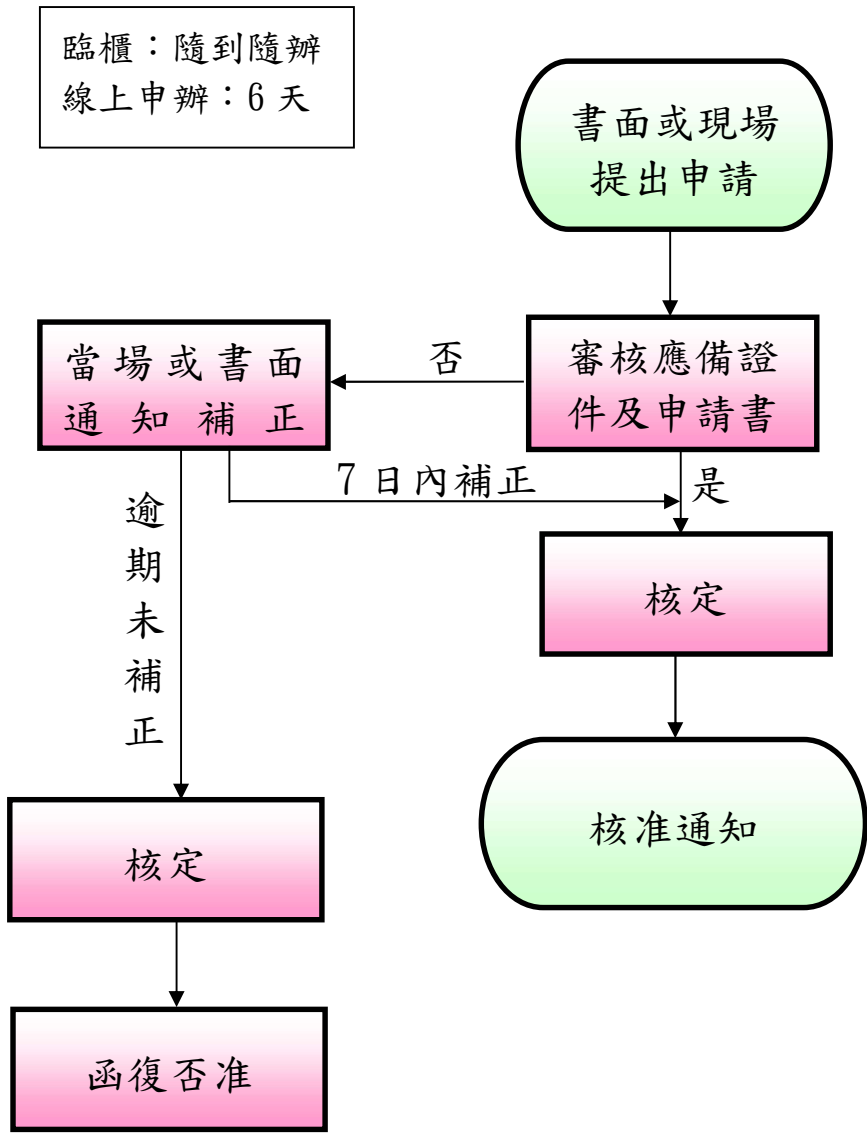 臨櫃：隨到隨辦
線上申辦：6 天
書面或現場
提出申請
當場或書面
通知補正
否
審核應備證
件及申請書
7 日內補正
是
逾期未補正
核定
核准通知
核定
函復否准